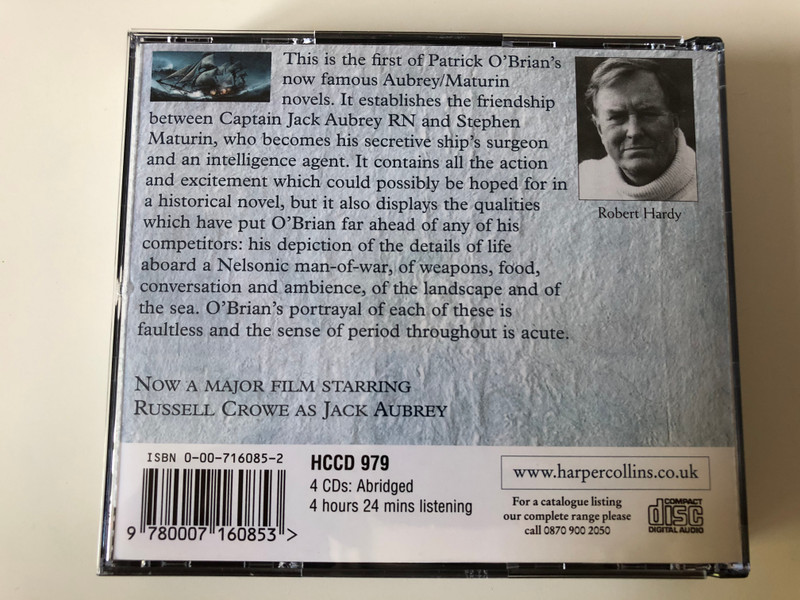 This is the first of Patrick O'Brian's
now famous Aubrey/Maturin
novels. It establishes the friendship
between Captain Jack Aubrey RN and Stephen
Maturin, who becomes his secretive ship's surgeon
and an intelligence agent. It contains all the action
and excitement which could possibly be hoped for in
a historical novel, but it also displays the qualities
which have put O'Brian far ahead of any of his
competitors: his depiction of the details of life
aboard a Nelsonic man-of-war, of weapons, food,
conversation and ambience, of the landscape and of
the sea. O'Brian's portrayal of each of these is
faultless and the sense of period throughout is acute.
Robert Hardy
NOW A MAJOR FILM STARRING
RUSSELL CROWE AS JACK AUBREY
ISBN 0-00-716085-2
9 780007 160853 >
HCCD 979
4 CDs: Abridged
4 hours 24 mins listening
www.harpercollins.co.uk
For a catalogue listing
our complete range please
call 0870 900 2050
COMPACT
disc
DIGITAL AUDIO